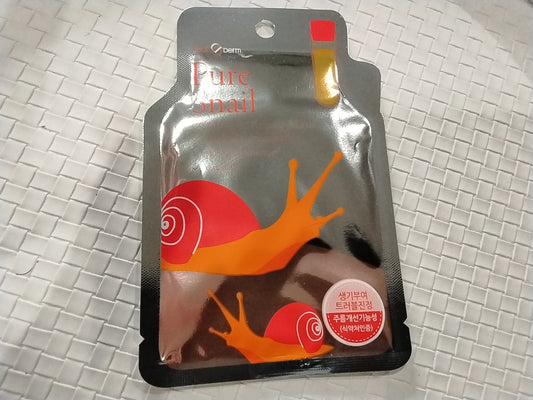 Derm
Pure
Snail
생기부여
트러블진정
주름개선기능성
(식약처인증)